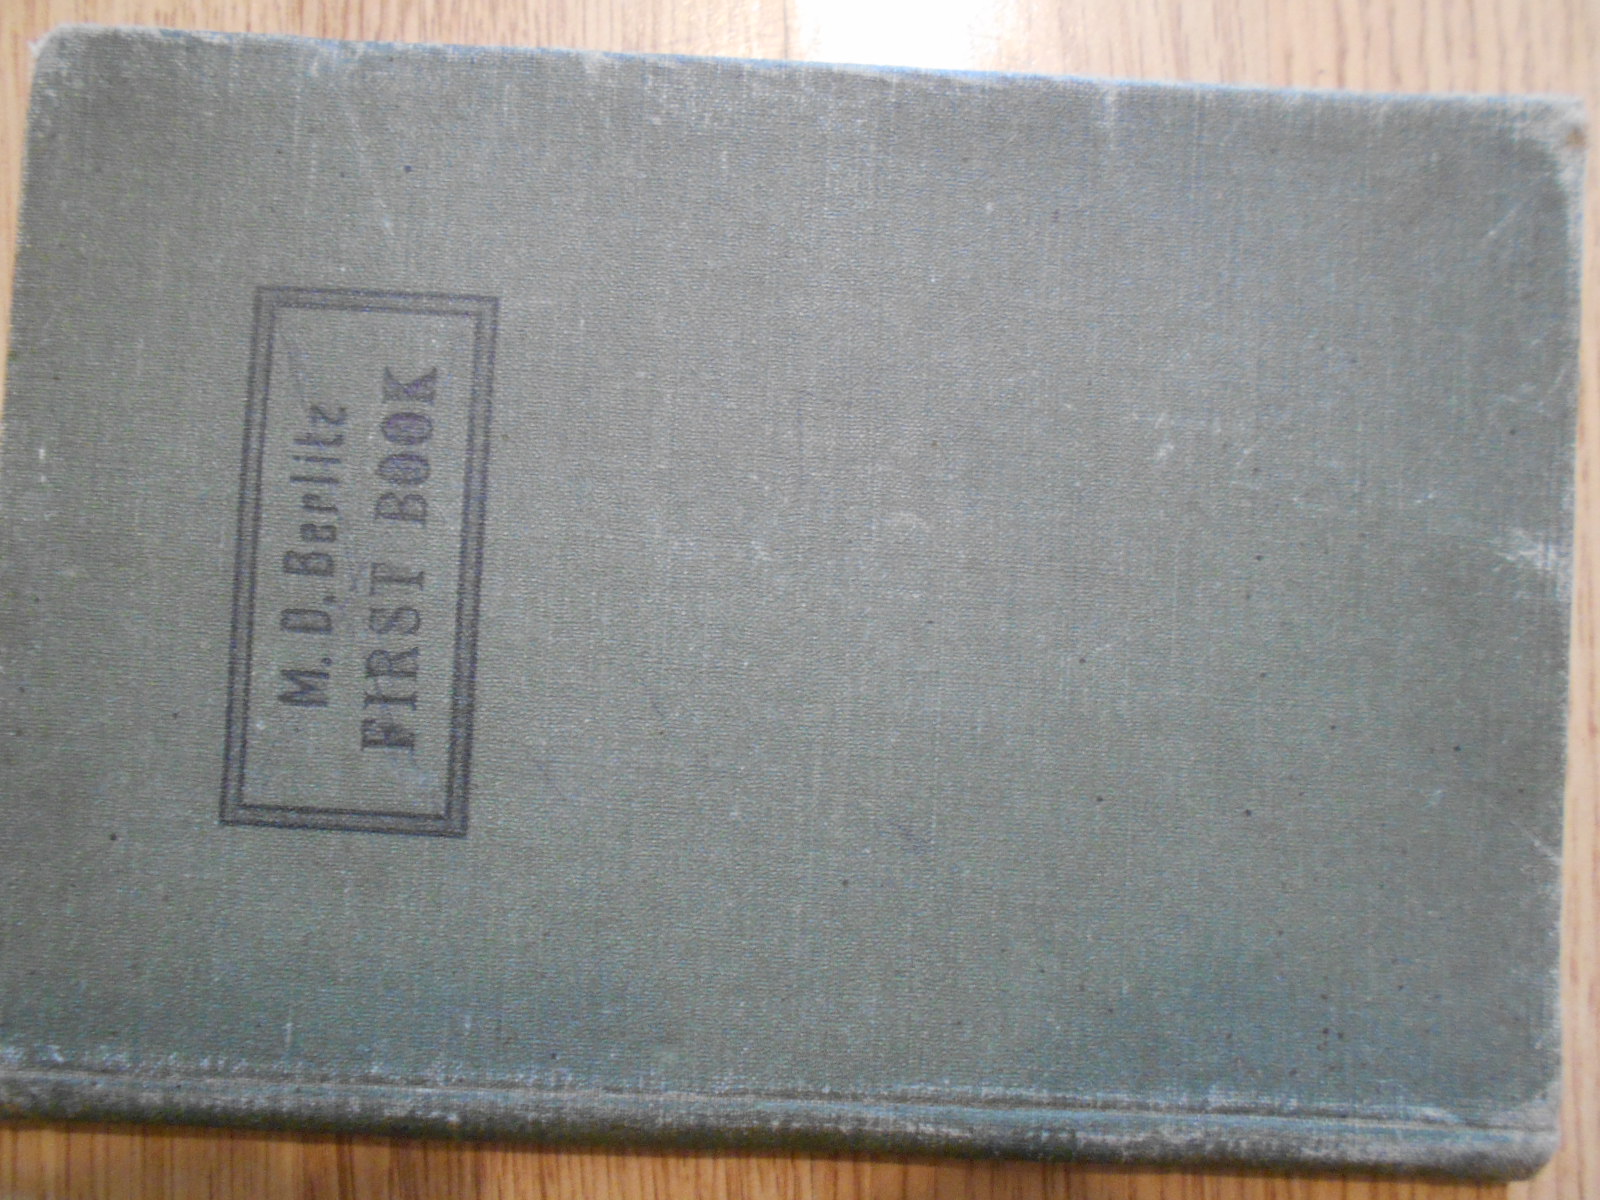 M. D. Berlitz
FIRST BOOK